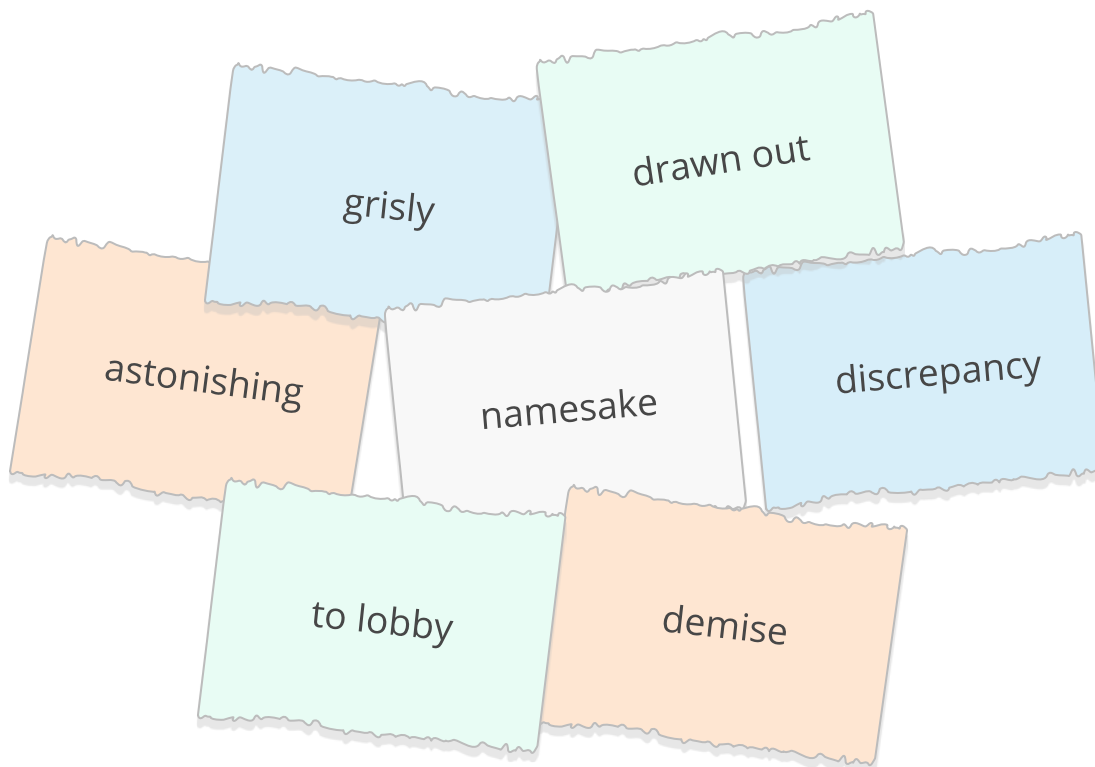 drawn out
grisly
astonishing
namesake
discrepancy
to lobby
demise